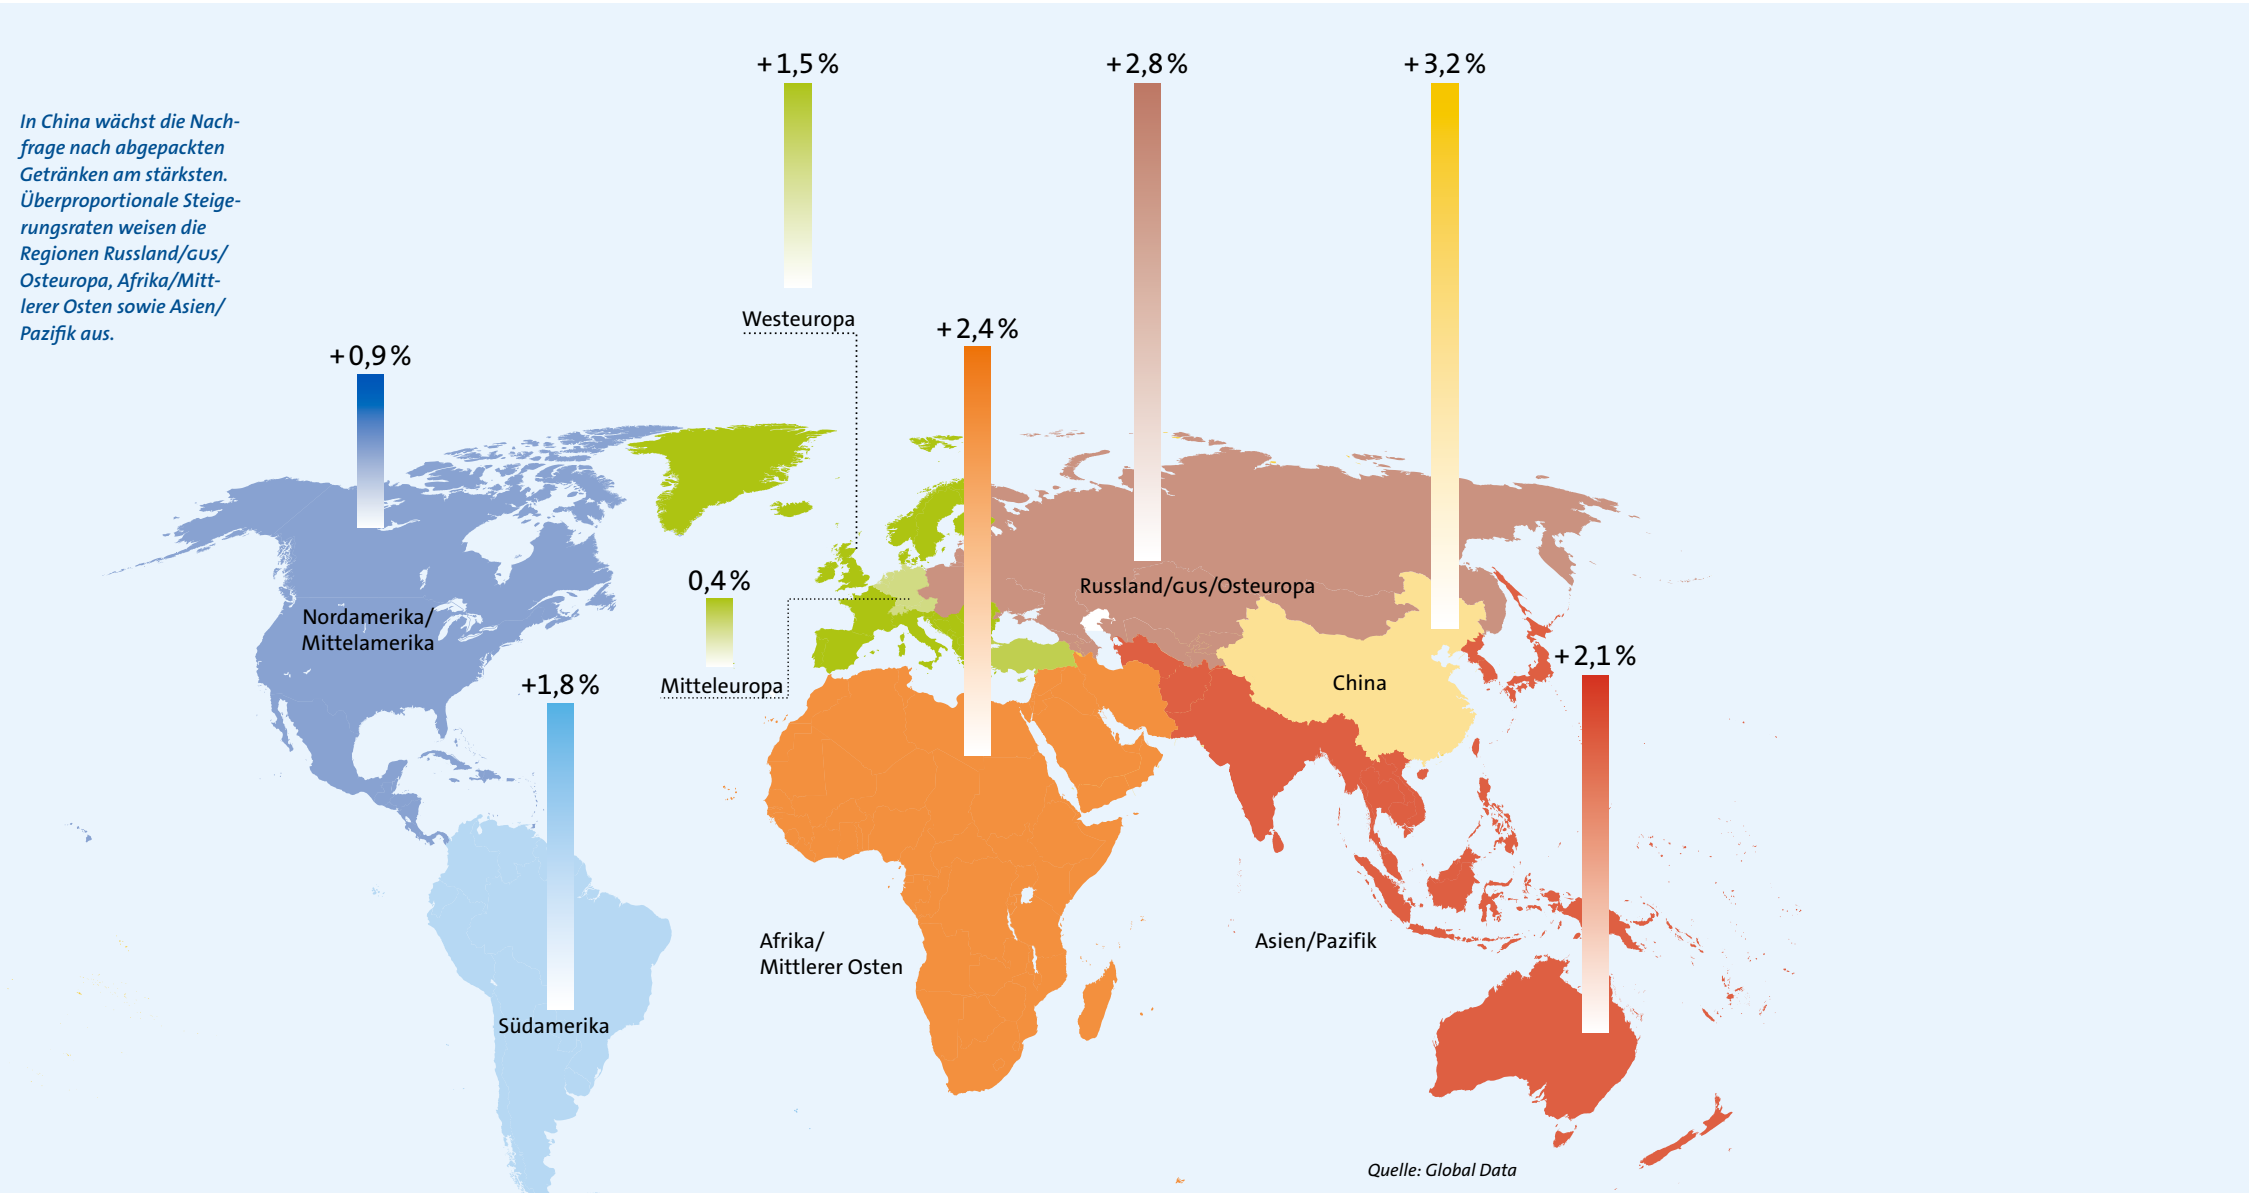 +1,5%
+2,8%
+3,2%
In China wächst die Nach-
frage nach abgepackten
Getränken am stärksten.
Überproportionale Steige-
rungsraten weisen die
Regionen Russland/GUS/
Osteuropa, Afrika/Mitt-
lerer Osten sowie Asien/
Pazifik aus.
Westeuropa
+2,4%
+0,9%
0,4%
Russland/GUS/Osteuropa
Nordamerika/
Mittelamerika
+2,1%
+1,8%
Mitteleuropa
China
Afrika/
Mittlerer Osten
Asien/Pazifik
Südamerika
Quelle: Global Data